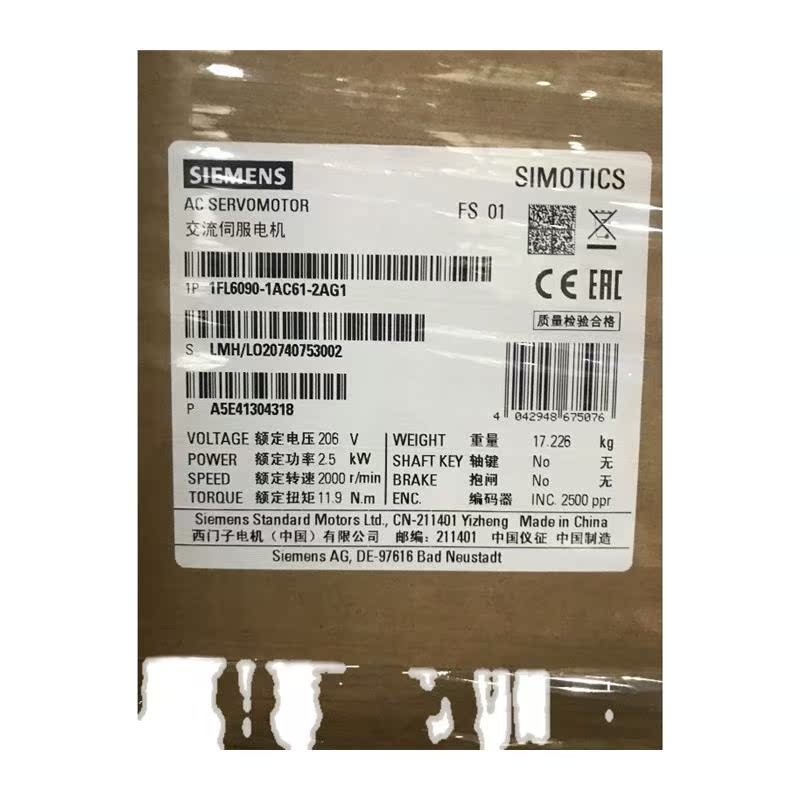 SIEMENS
SIMOTICS
AC SERVOMOTOR
FS 01
交流伺服电机
1P 1FL6090-1AC61-2AG1
CE EAC
质量检验合格
S LMH/LO20740753002
P A5E41304318
4 042948 675076
VOLTAGE 额定电压 206 V
POWER 额定功率 2.5 kW
SPEED 额定转速 2000 r/min
TORQUE 额定扭矩 11.9 N.m
WEIGHT 重量 17.226 kg
SHAFT KEY 轴键 No 无
BRAKE 抱闸 No 无
ENC. 编码器 INC. 2500 ppr
Siemens Standard Motors Ltd., CN-211401 Yizheng Made in China
西门子电机（中国）有限公司 邮编：211401 中国仪征 中国制造
Siemens AG, DE-97616 Bad Neustadt